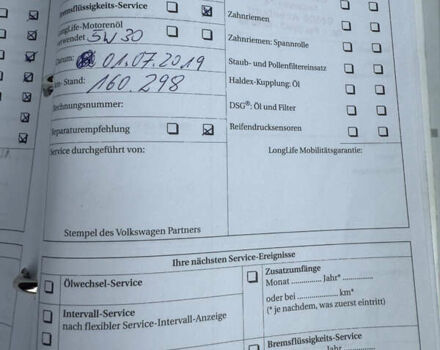 Bremsflüssigkeits-Service
LongLife-Motorenöl
verwendet 5W30
Datum: 01.07.2019
Stand: 160.298
Rechnungsnummer:
Reparaturempfehlung
Service durchgeführt von:
Stempel des Volkswagen Partners
Zahnriemen
Zahnriemen: Spannrolle
Staub- und Pollenfiltereinsatz
Haldex-Kupplung: Öl
DSG®: Öl und Filter
Reifendrucksensoren
LongLife Mobilitätsgarantie:
Ihre nächsten Service-Ereignisse
Ölwechsel-Service
Intervall-Service
nach flexibler Service-Intervall-Anzeige
Zusatzumfänge
Monat ............. Jahr* .............
oder bei .................. km*
(* je nachdem, was zuerst eintritt)
Bremsflüssigkeits-Service
Jahr